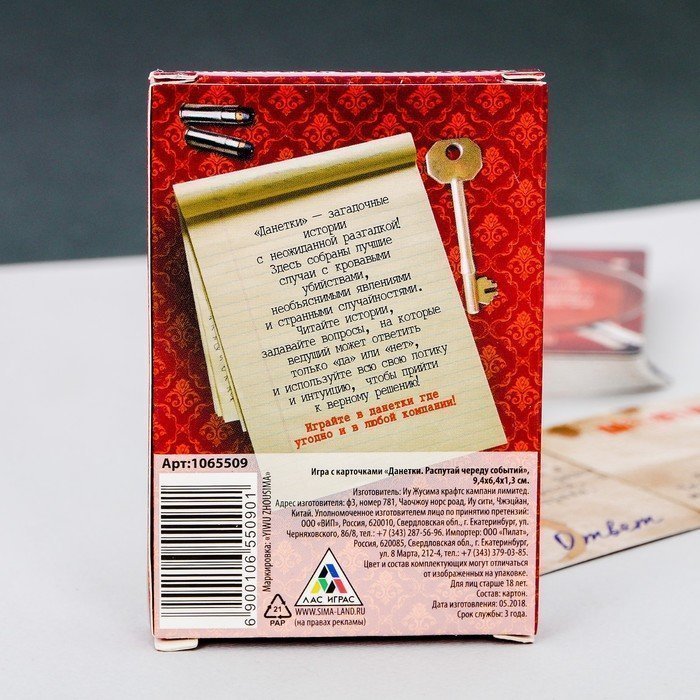 «Данетки» — загадочные
истории
с неожиданной разгадкой!
Здесь собраны лучшие
случаи с кровавыми
убийствами,
необъяснимыми явлениями
и странными случайностями.
Читайте истории,
задавайте вопросы, на которые
ведущий может ответить
только «да» или «нет»,
и используйте всю свою логику
и интуицию, чтобы прийти
к верному решению!
Играйте в данетки где
угодно и в любой компании!
Арт:1065509
Игра с карточками «Данетки. Распутай череду событий»,
9,4х6,4х1,3 см.
Изготовитель: Иу Жусима крафтс кампани лимитед.
Адрес изготовителя: ф3, номер 781, Чаочжоу норс роад, Иу сити, Чжэцзян,
Китай. Уполномоченное изготовителем лицо по принятию претензий:
ООО «ВИП», Россия, 620010, Свердловская обл., г. Екатеринбург, ул.
Черняховского, 86/8, тел.: +7 (343) 287-56-96. Импортер: ООО «Пилат»,
Россия, 620085, Свердловская обл., г. Екатеринбург,
ул. 8 Марта, 212-4, тел.: +7 (343) 379-03-85.
Цвет и состав комплектующих могут отличаться
от изображенных на упаковке.
Для лиц старше 18 лет.
Состав: картон.
Дата изготовления: 05.2018.
Срок службы: 3 года.
Маркировка: «YIWU ZHOUSIMA»
6 900106 550901
21
PAP
ЛАС ИГРАС
WWW.SIMA-LAND.RU
(на правах рекламы)
Ответ